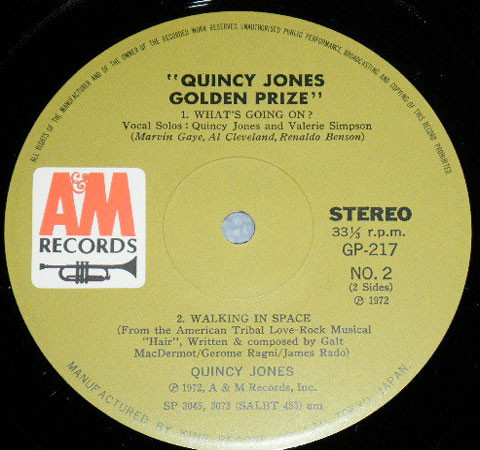 ALL RIGHTS OF THE MANUFACTURER AND OF THE OWNER OF THE RECORDED WORK RESERVED. UNAUTHORISED PUBLIC PERFORMANCE, BROADCASTING AND COPYING OF THIS RECORD PROHIBITED.
"QUINCY JONES
GOLDEN PRIZE"
1. WHAT'S GOING ON?
Vocal Solos : Quincy Jones and Valerie Simpson
(Marvin Gaye, Al Cleveland, Renaldo Benson)
A&M
RECORDS
STEREO
33⅓ r.p.m.
GP-217
NO. 2
(2 Sides)
℗ 1972
2. WALKING IN SPACE
(From the American Tribal Love-Rock Musical
"Hair", Written & composed by Galt
MacDermot/Gerome Ragni/James Rado)
QUINCY JONES
℗ 1972, A & M Records, Inc.
SP 3045, 3073 (SALBT 453) am
MANUFACTURED BY KING RECORD TOKYO JAPAN.